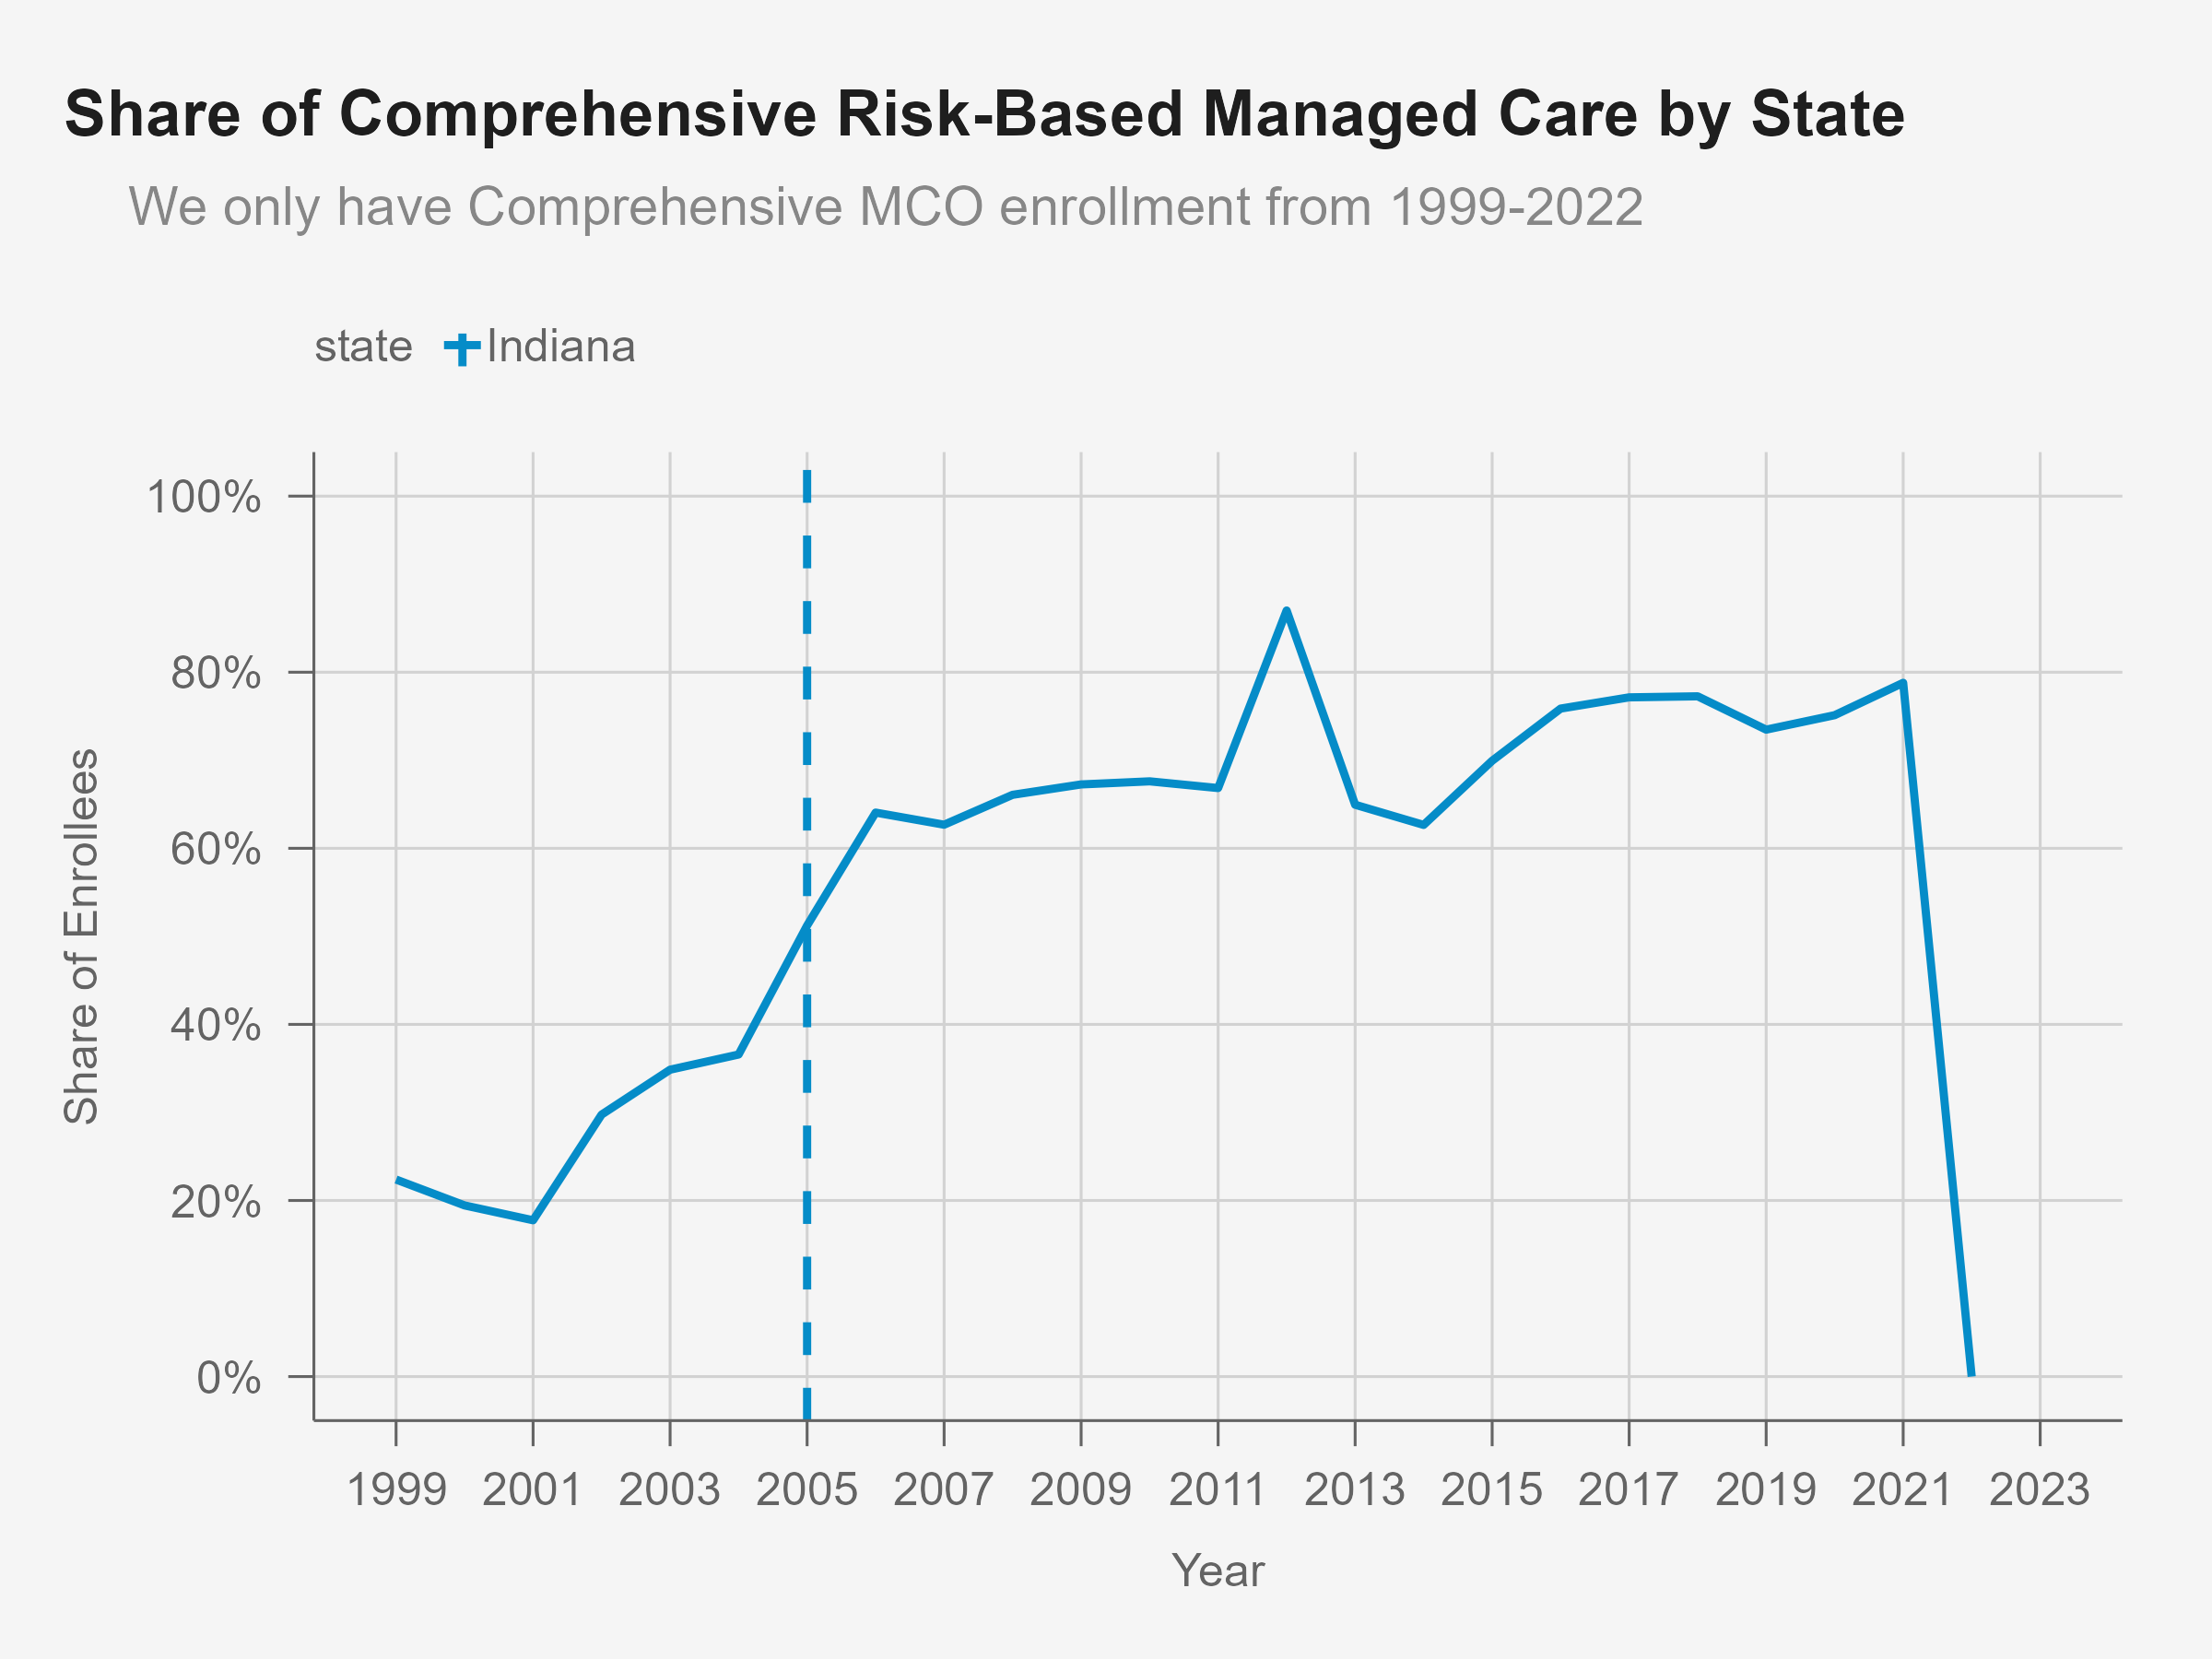 Share of Comprehensive Risk-Based Managed Care by State
We only have Comprehensive MCO enrollment from 1999-2022
state Indiana
100%
80%
60%
40%
20%
0%
Share of Enrollees
1999 2001 2003 2005 2007 2009 2011 2013 2015 2017 2019 2021 2023
Year